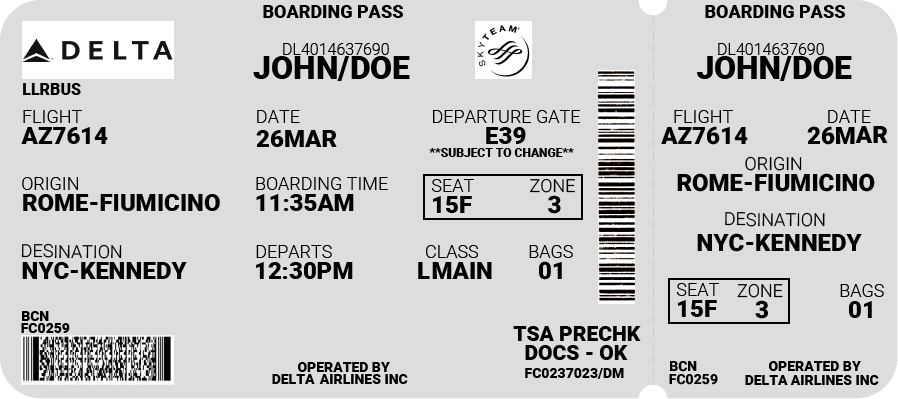 BOARDING PASS
DELTA
DL4014637690
JOHN/DOE
SKYTEAM
LLRBUS
FLIGHT
AZ7614
DATE
26MAR
DEPARTURE GATE
E39
**SUBJECT TO CHANGE**
ORIGIN
ROME-FIUMICINO
BOARDING TIME
11:35AM
SEAT ZONE
15F 3
DESINATION
NYC-KENNEDY
DEPARTS
12:30PM
CLASS
LMAIN
BAGS
01
BCN
FC0259
OPERATED BY
DELTA AIRLINES INC
TSA PRECHK
DOCS - OK
FC0237023/DM
BOARDING PASS
DL4014637690
JOHN/DOE
FLIGHT
AZ7614
DATE
26MAR
ORIGIN
ROME-FIUMICINO
DESINATION
NYC-KENNEDY
SEAT ZONE
15F 3
BAGS
01
BCN
FC0259
OPERATED BY
DELTA AIRLINES INC